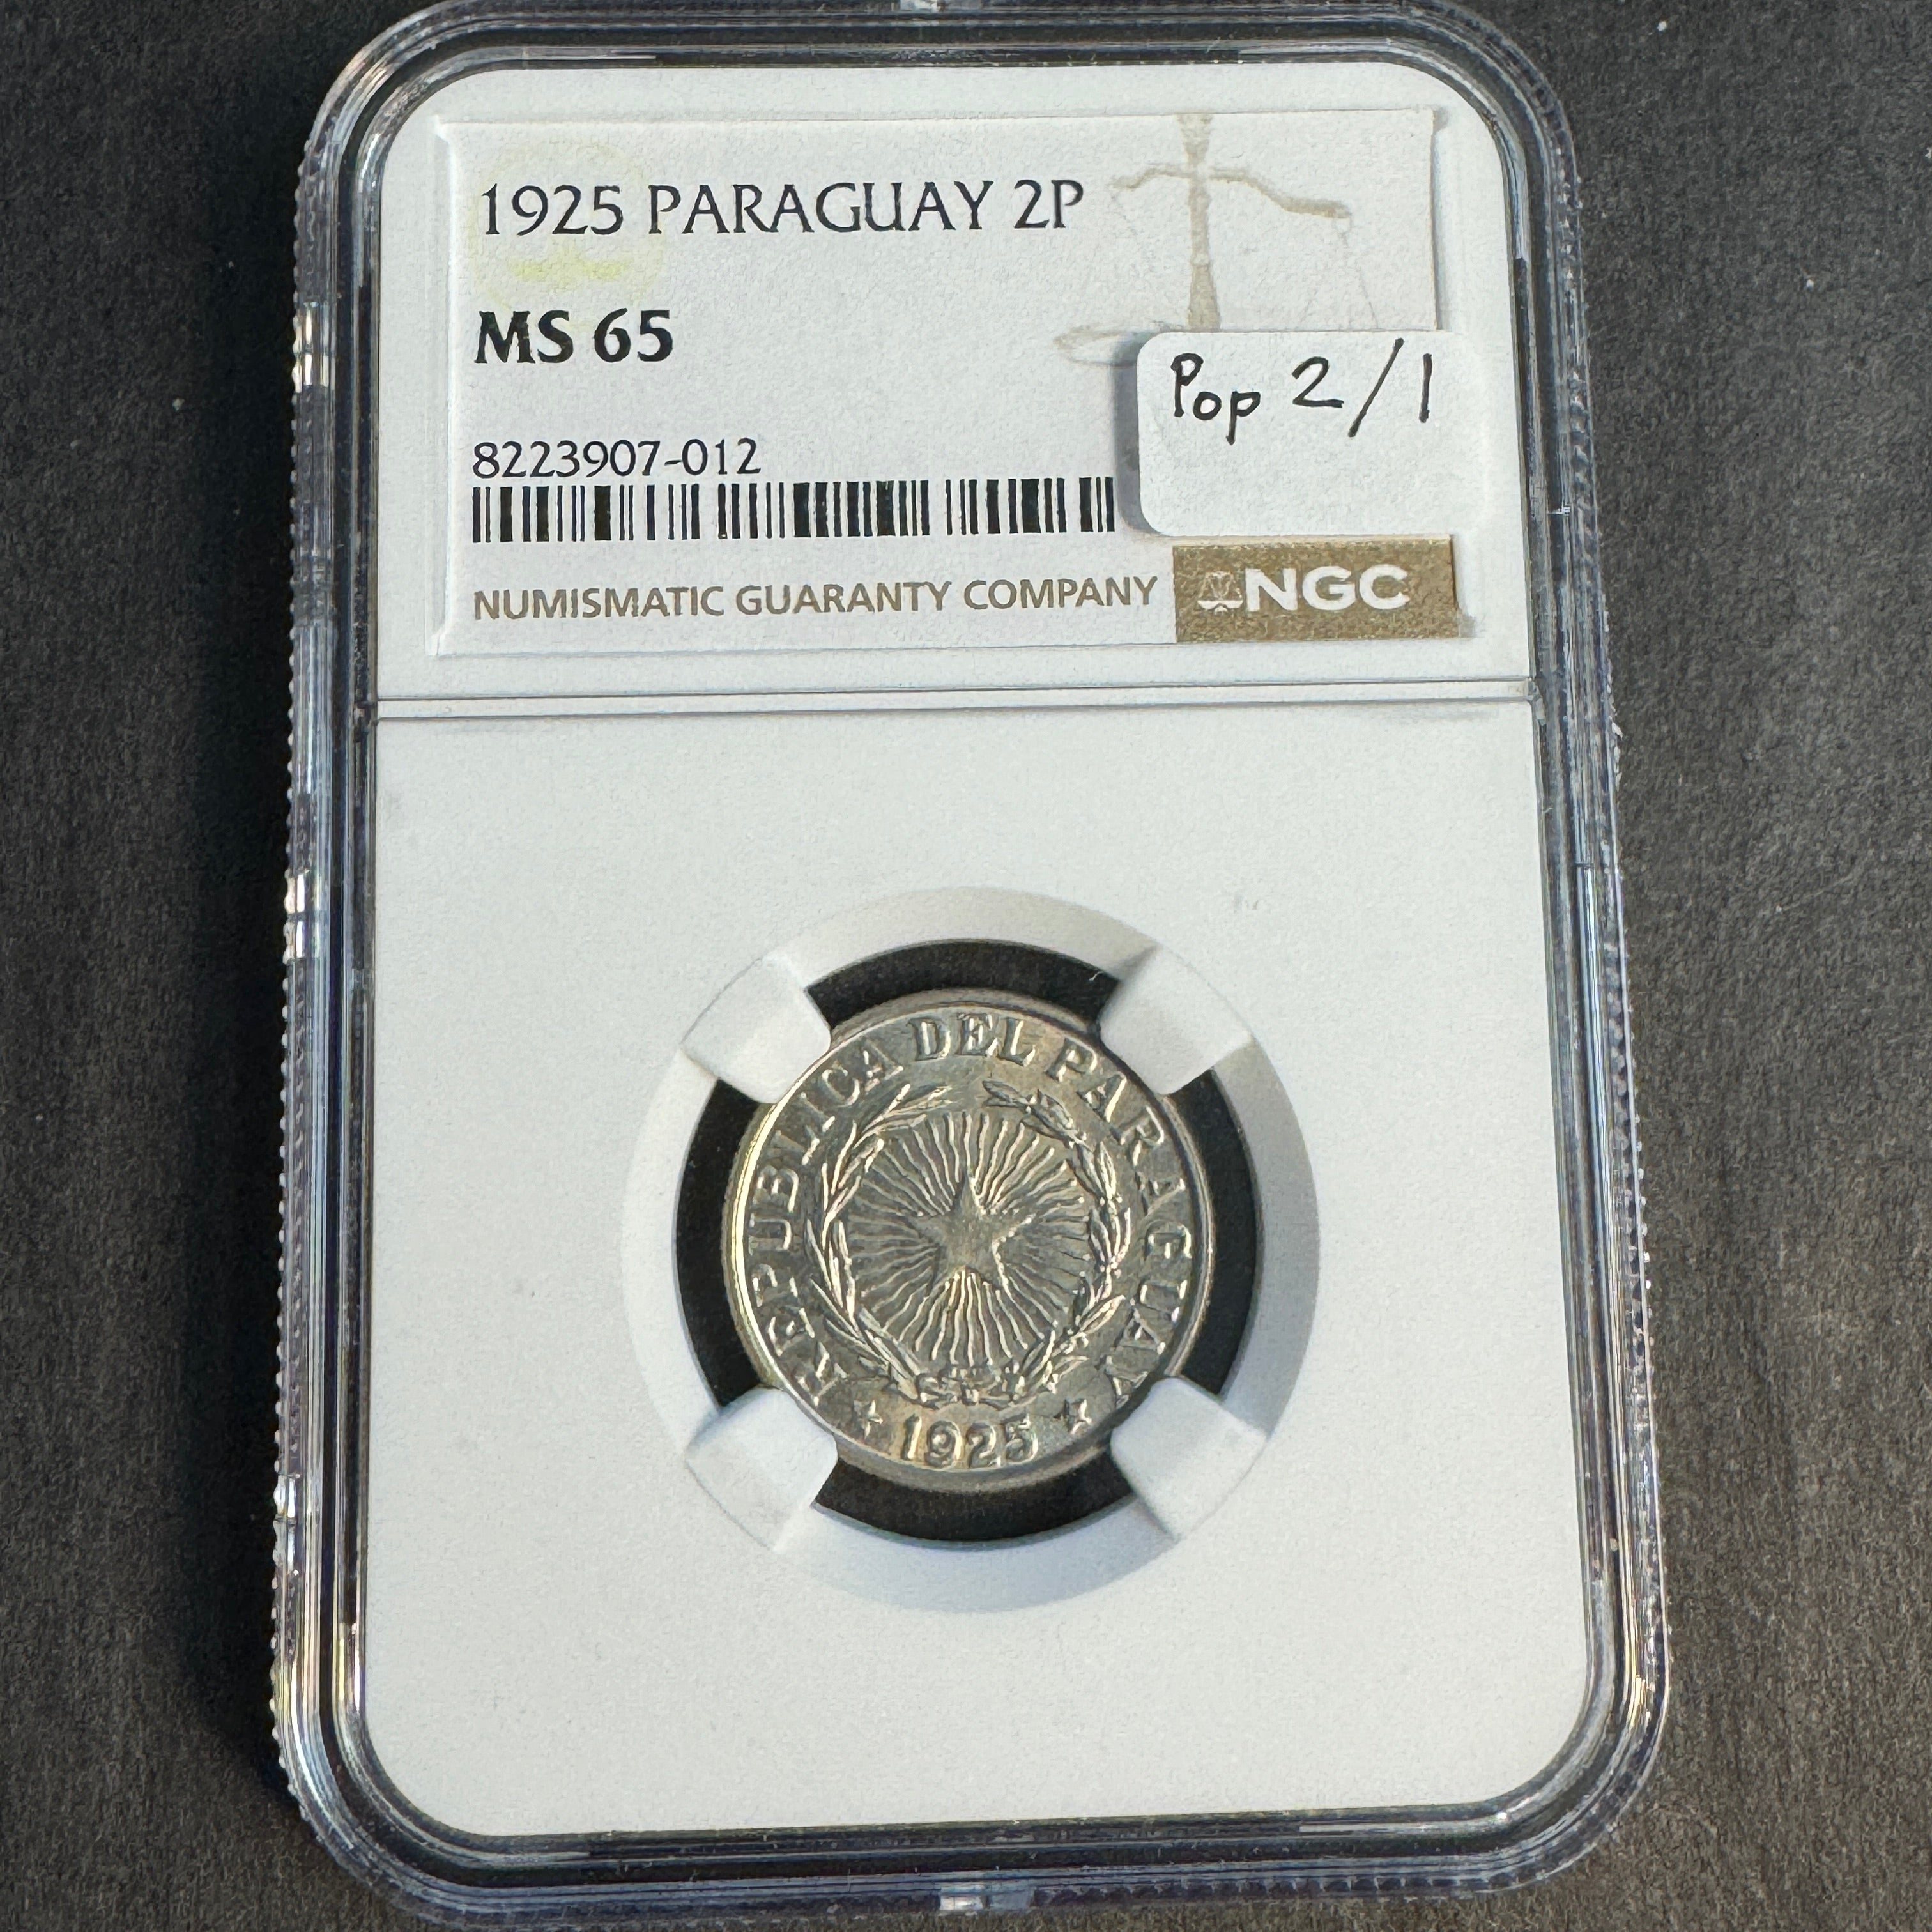 1925 PARAGUAY 2P
MS 65
Pop 2/1
8223907-012
NUMISMATIC GUARANTY COMPANY NGC
REPUBLICA DEL PARAGUAY
1925